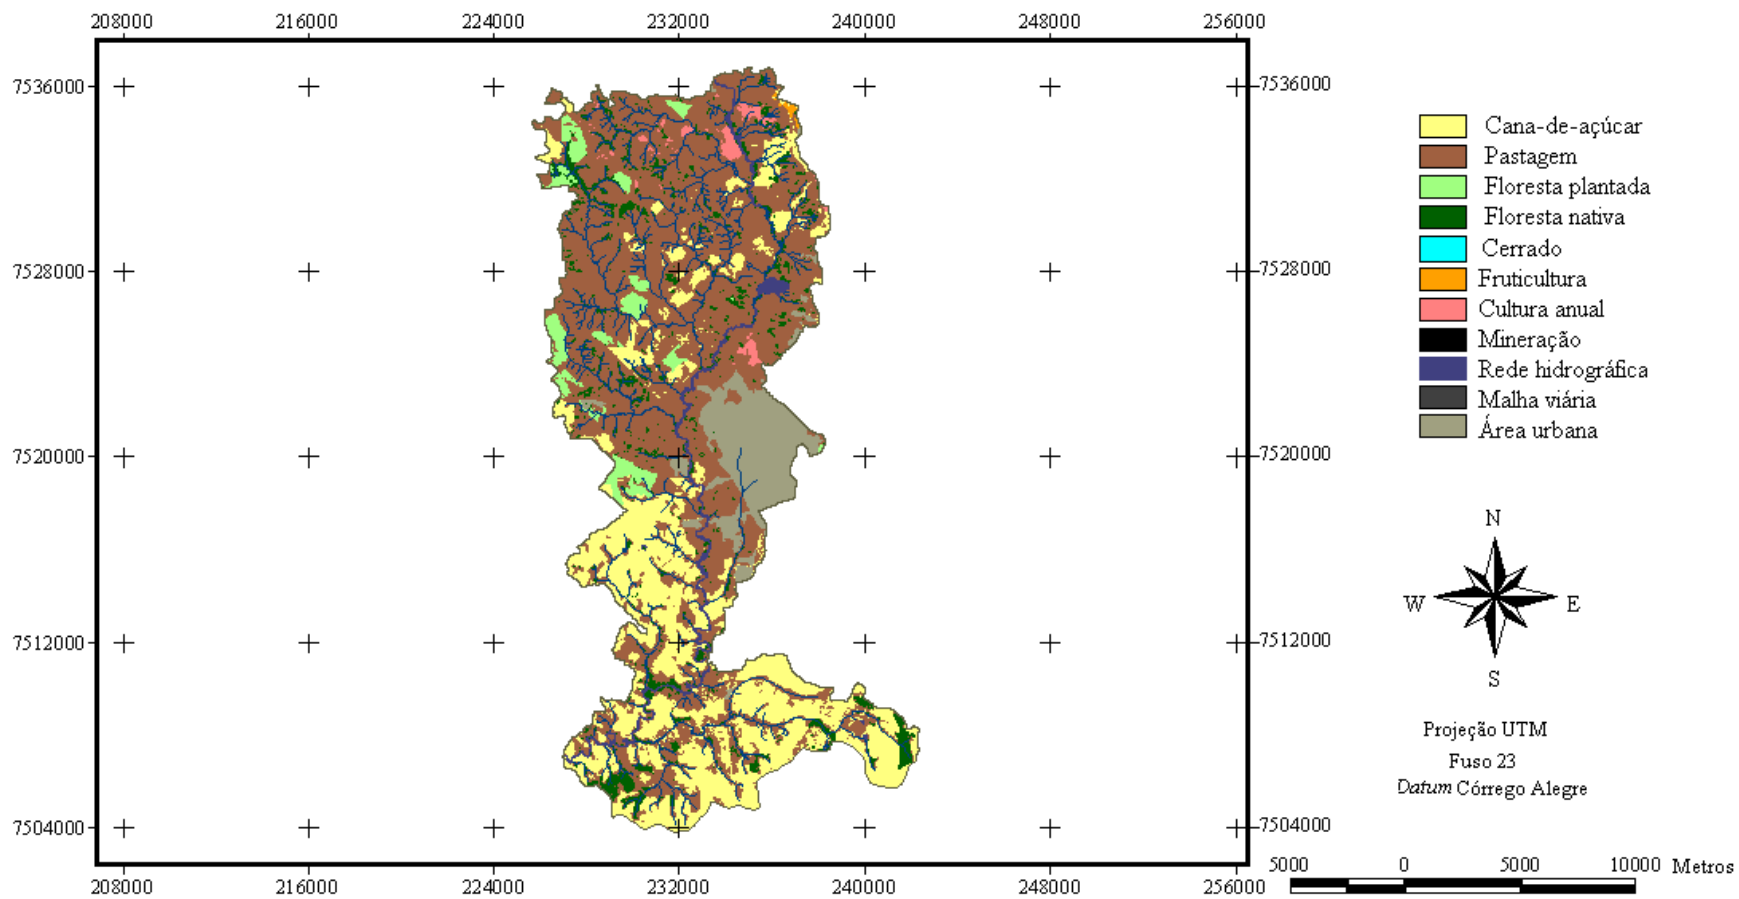 208000 216000 224000 232000 240000 248000 256000
7536000 7536000
7528000 7528000
7520000 7520000
7512000 7512000
7504000 7504000
208000 216000 224000 232000 240000 248000 256000
Cana-de-açúcar
Pastagem
Floresta plantada
Floresta nativa
Cerrado
Fruticultura
Cultura anual
Mineração
Rede hidrográfica
Malha viária
Área urbana
N
W E
S
Projeção UTM
Fuso 23
Datum Córrego Alegre
5000 0 5000 10000 Metros